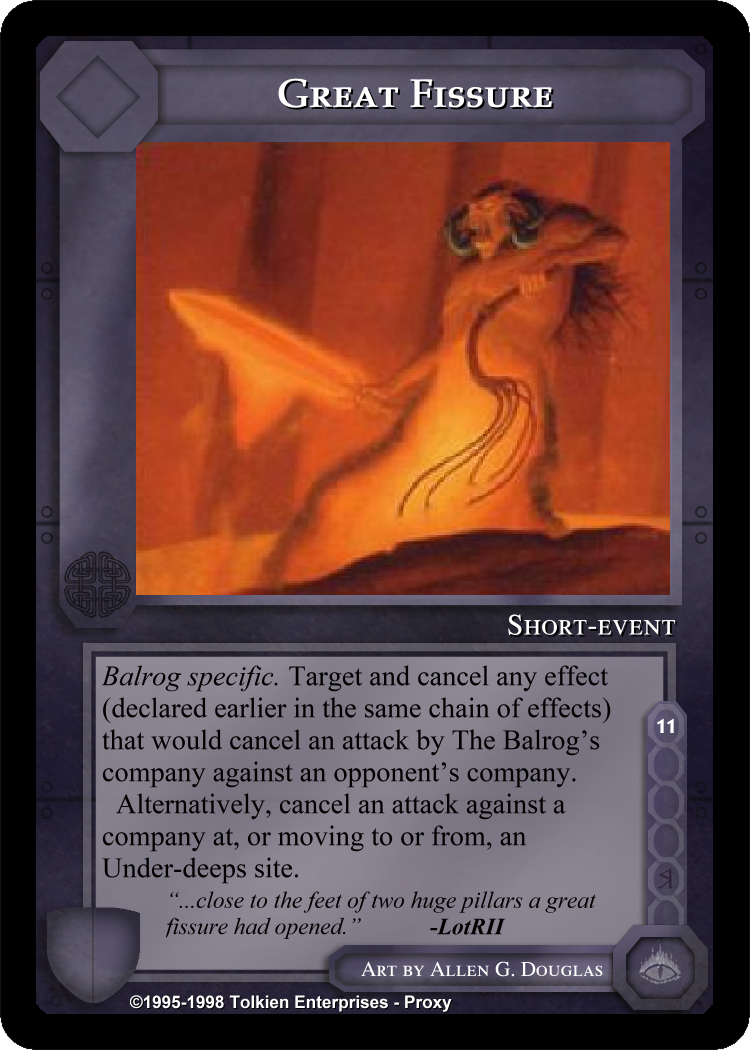 Great Fissure
Short-event
Balrog specific. Target and cancel any effect
(declared earlier in the same chain of effects)
that would cancel an attack by The Balrog’s
company against an opponent’s company.
Alternatively, cancel an attack against a
company at, or moving to or from, an
Under-deeps site.
11
“...close to the feet of two huge pillars a great
fissure had opened.” -LotRII
Art by Allen G. Douglas
©1995-1998 Tolkien Enterprises - Proxy